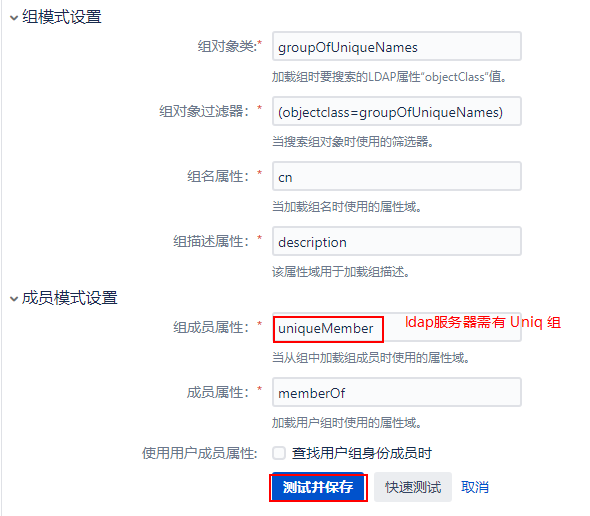 组模式设置
组对象类:* groupOfUniqueNames
加载组时要搜索的LDAP属性"objectClass"值。
组对象过滤器：* (objectclass=groupOfUniqueNames)
当搜索组对象时使用的筛选器。
组名属性：* cn
当加载组名时使用的属性域。
组描述属性：* description
该属性域用于加载组描述。
成员模式设置
组成员属性：* uniqueMember ldap服务器需有 Uniq 组
当从组中加载组成员时使用的属性域。
成员属性：* memberOf
加载用户组时使用的属性域。
使用用户成员属性: 查找用户组身份成员时
测试并保存 快速测试 取消